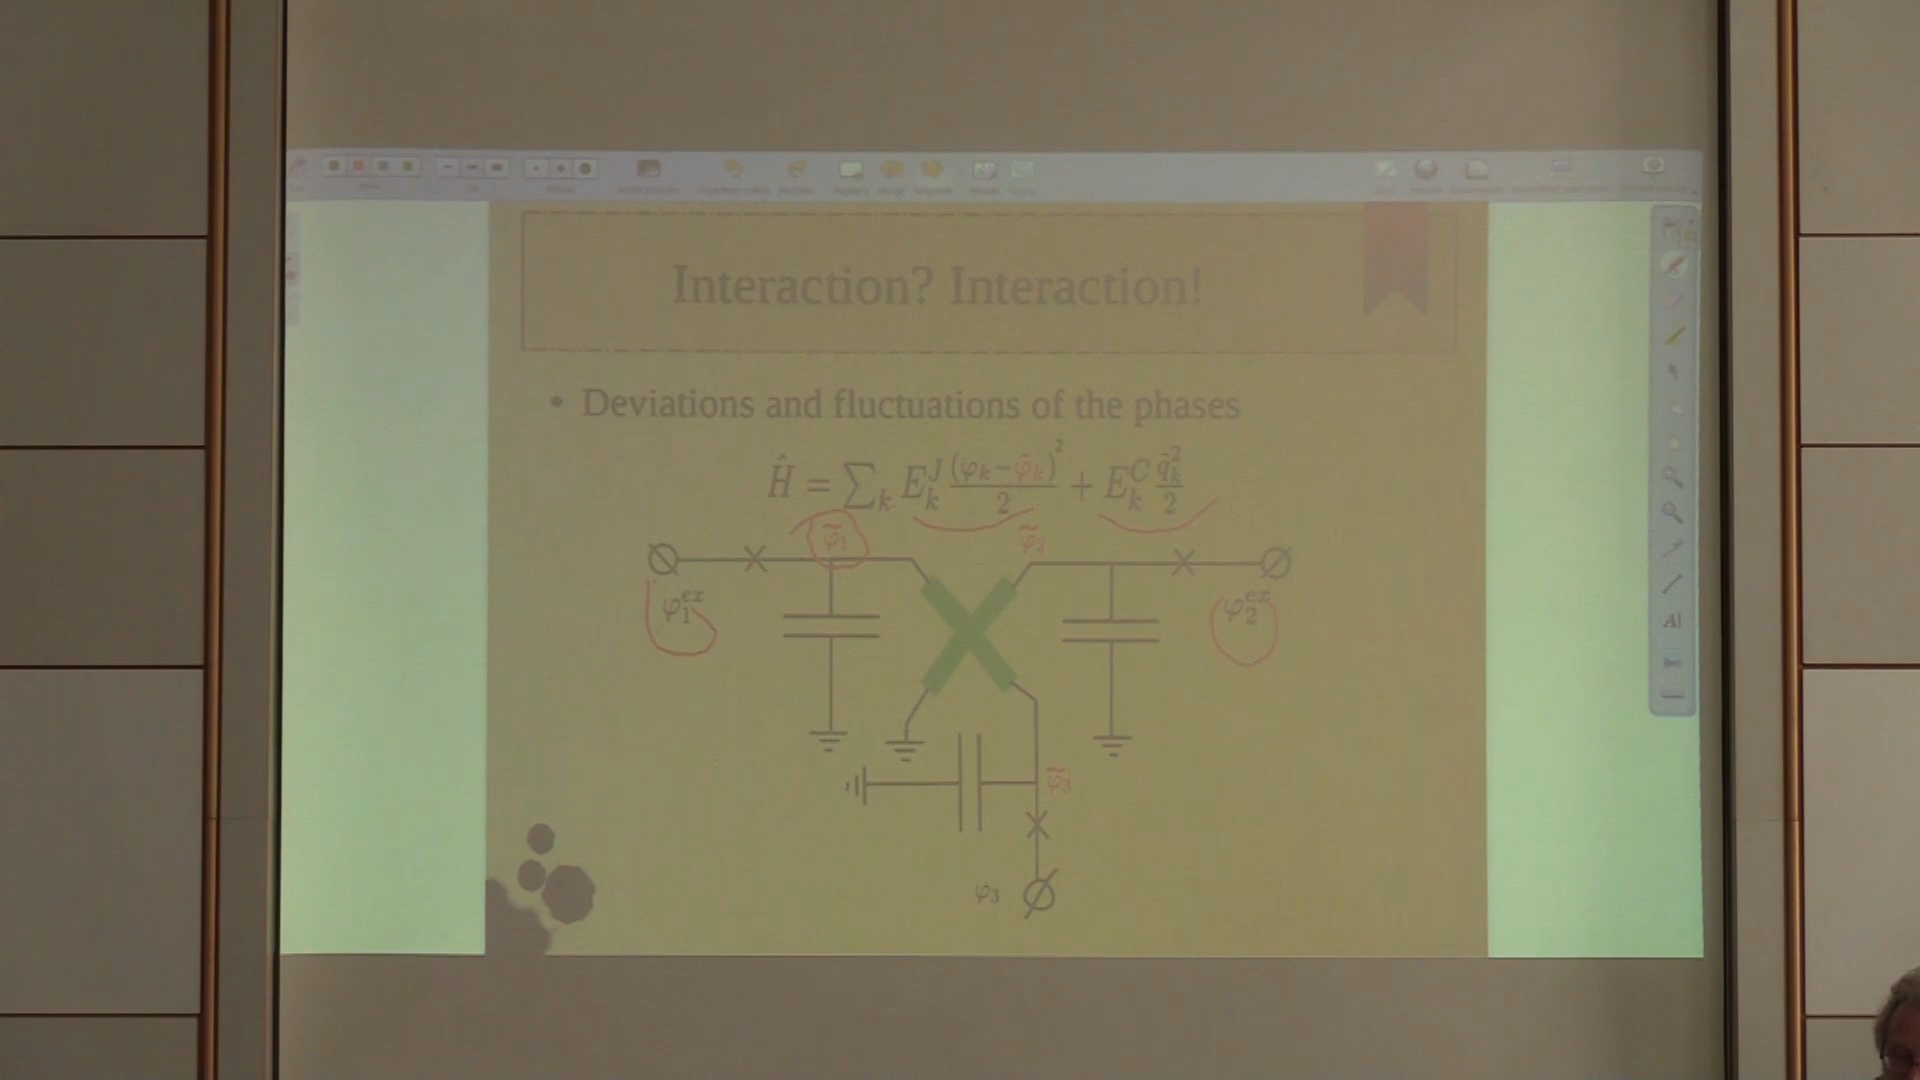 Interaction? Interaction!
• Deviations and fluctuations of the phases
Ĥ = ∑ₖ Eₖᴶ (φₖ − φ̃ₖ)² / 2 + Eₖᶜ q̃ₖ² / 2
φ̃₁ φ̃₂
φ₁ᵉˣ φ₂ᵉˣ
φ̃₃
φ₃
AI